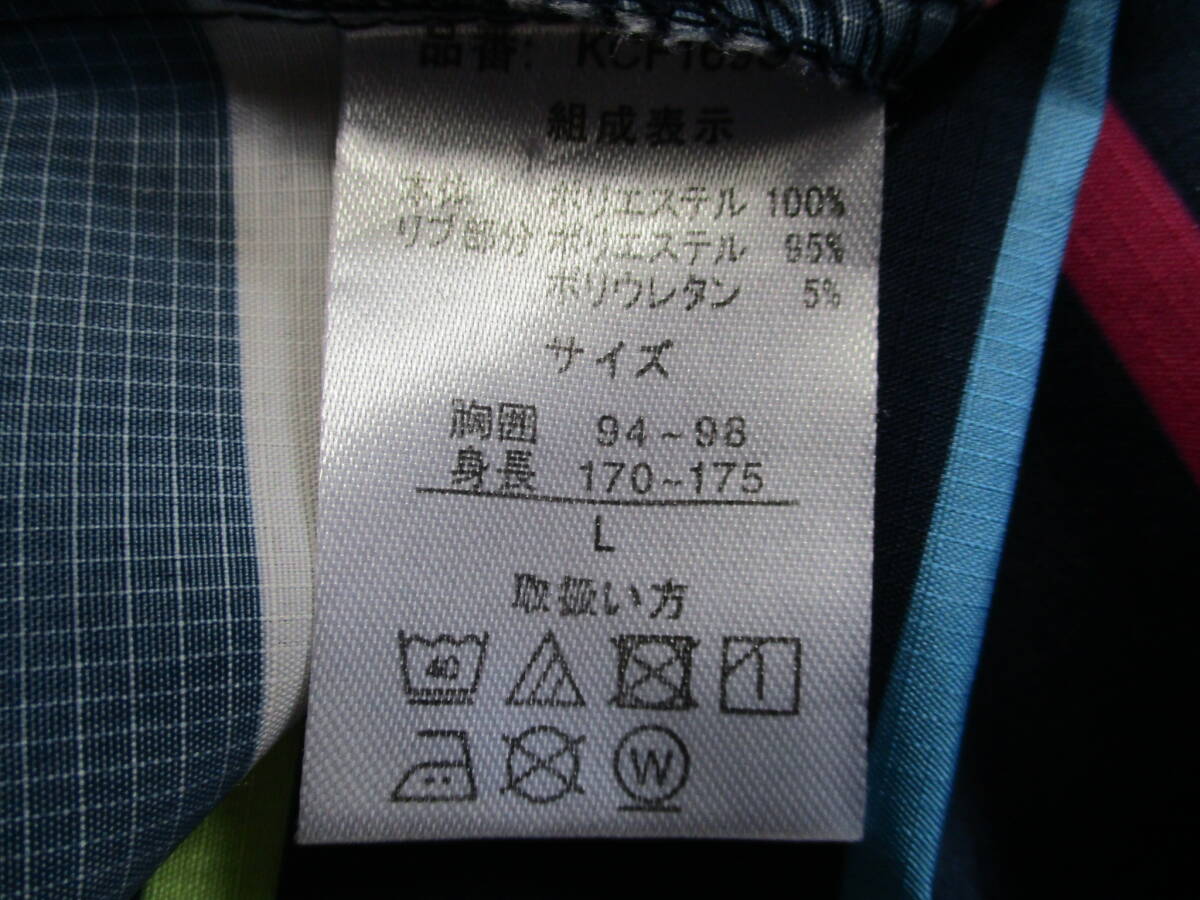 品番:
組成表示
本体 ポリエステル 100%
リブ部分 ポリエステル 95%
ポリウレタン 5%
サイズ
胸囲 94~98
身長 170~175
L
取扱い方
40
W